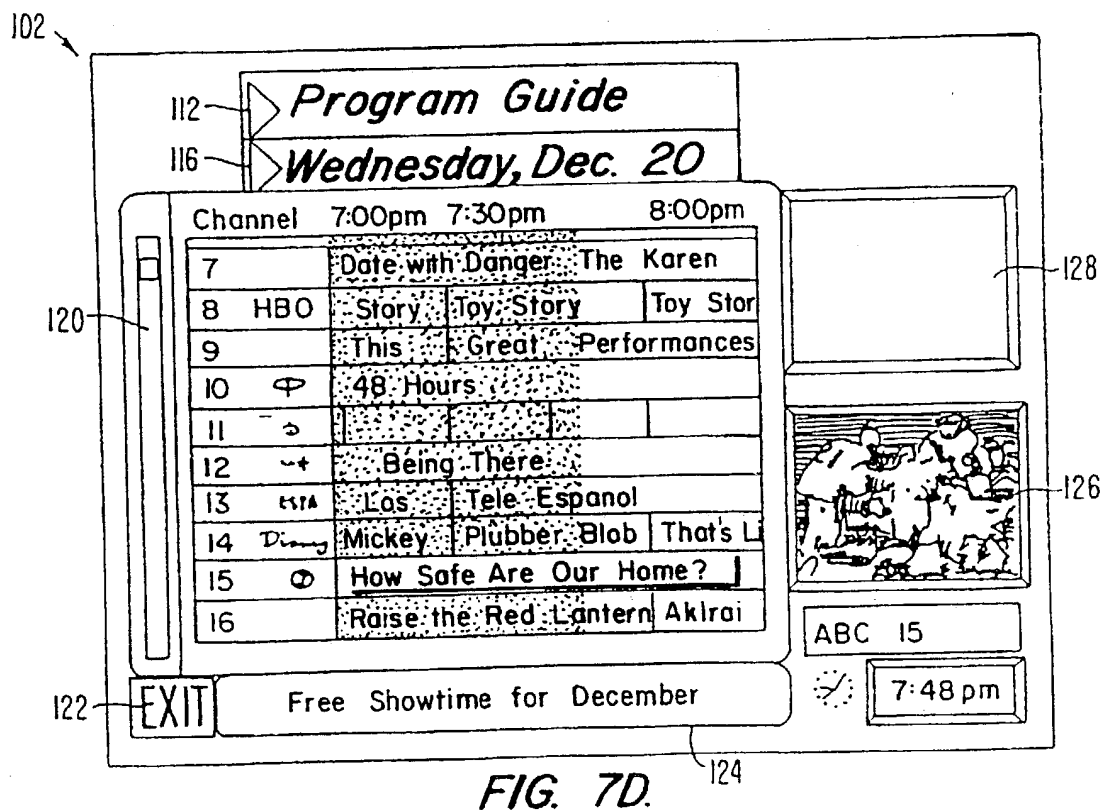 102
112
Program Guide
116
Wednesday, Dec. 20
Channel 7:00pm 7:30pm 8:00pm
7 Date with Danger The Karen
8 HBO Story Toy Story Toy Stor
9 This Great Performances
10 48 Hours
11
12 Being There
13 Los Tele Espanol
14 Mickey Plubber Blob That's Li
15 How Safe Are Our Home?
16 Raise the Red Lantern Aklrai
120
128
126
ABC 15
7:48 pm
122
EXIT
Free Showtime for December
124
FIG. 7D.